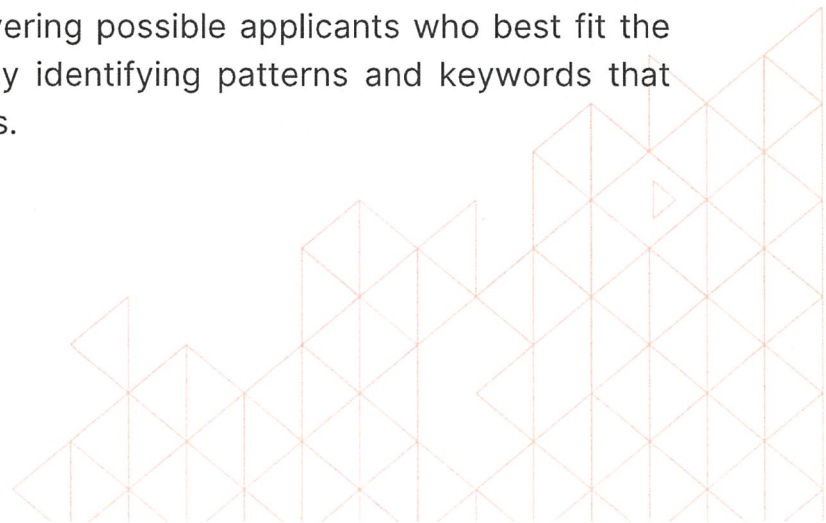 ering possible applicants who best fit the
y identifying patterns and keywords that
s.